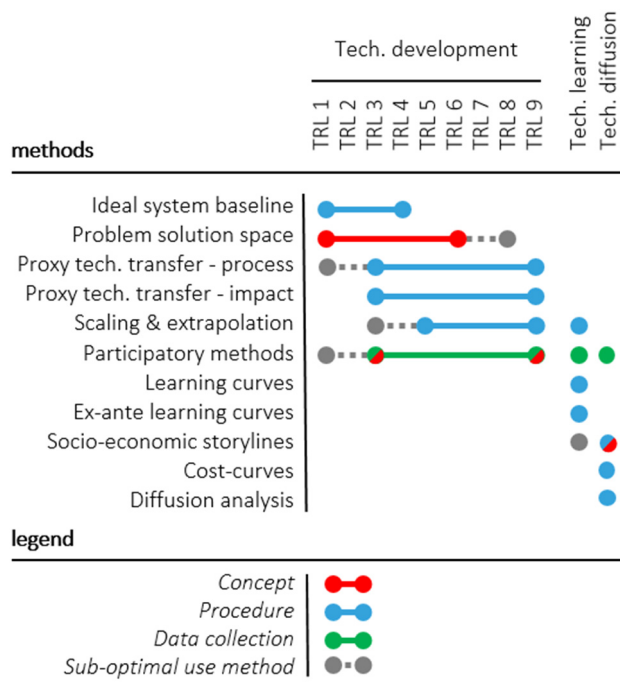 Tech. development
TRL 1
TRL 2
TRL 3
TRL 4
TRL 5
TRL 6
TRL 7
TRL 8
TRL 9
Tech. learning
Tech. diffusion
methods
Ideal system baseline
Problem solution space
Proxy tech. transfer - process
Proxy tech. transfer - impact
Scaling & extrapolation
Participatory methods
Learning curves
Ex-ante learning curves
Socio-economic storylines
Cost-curves
Diffusion analysis
legend
Concept
Procedure
Data collection
Sub-optimal use method